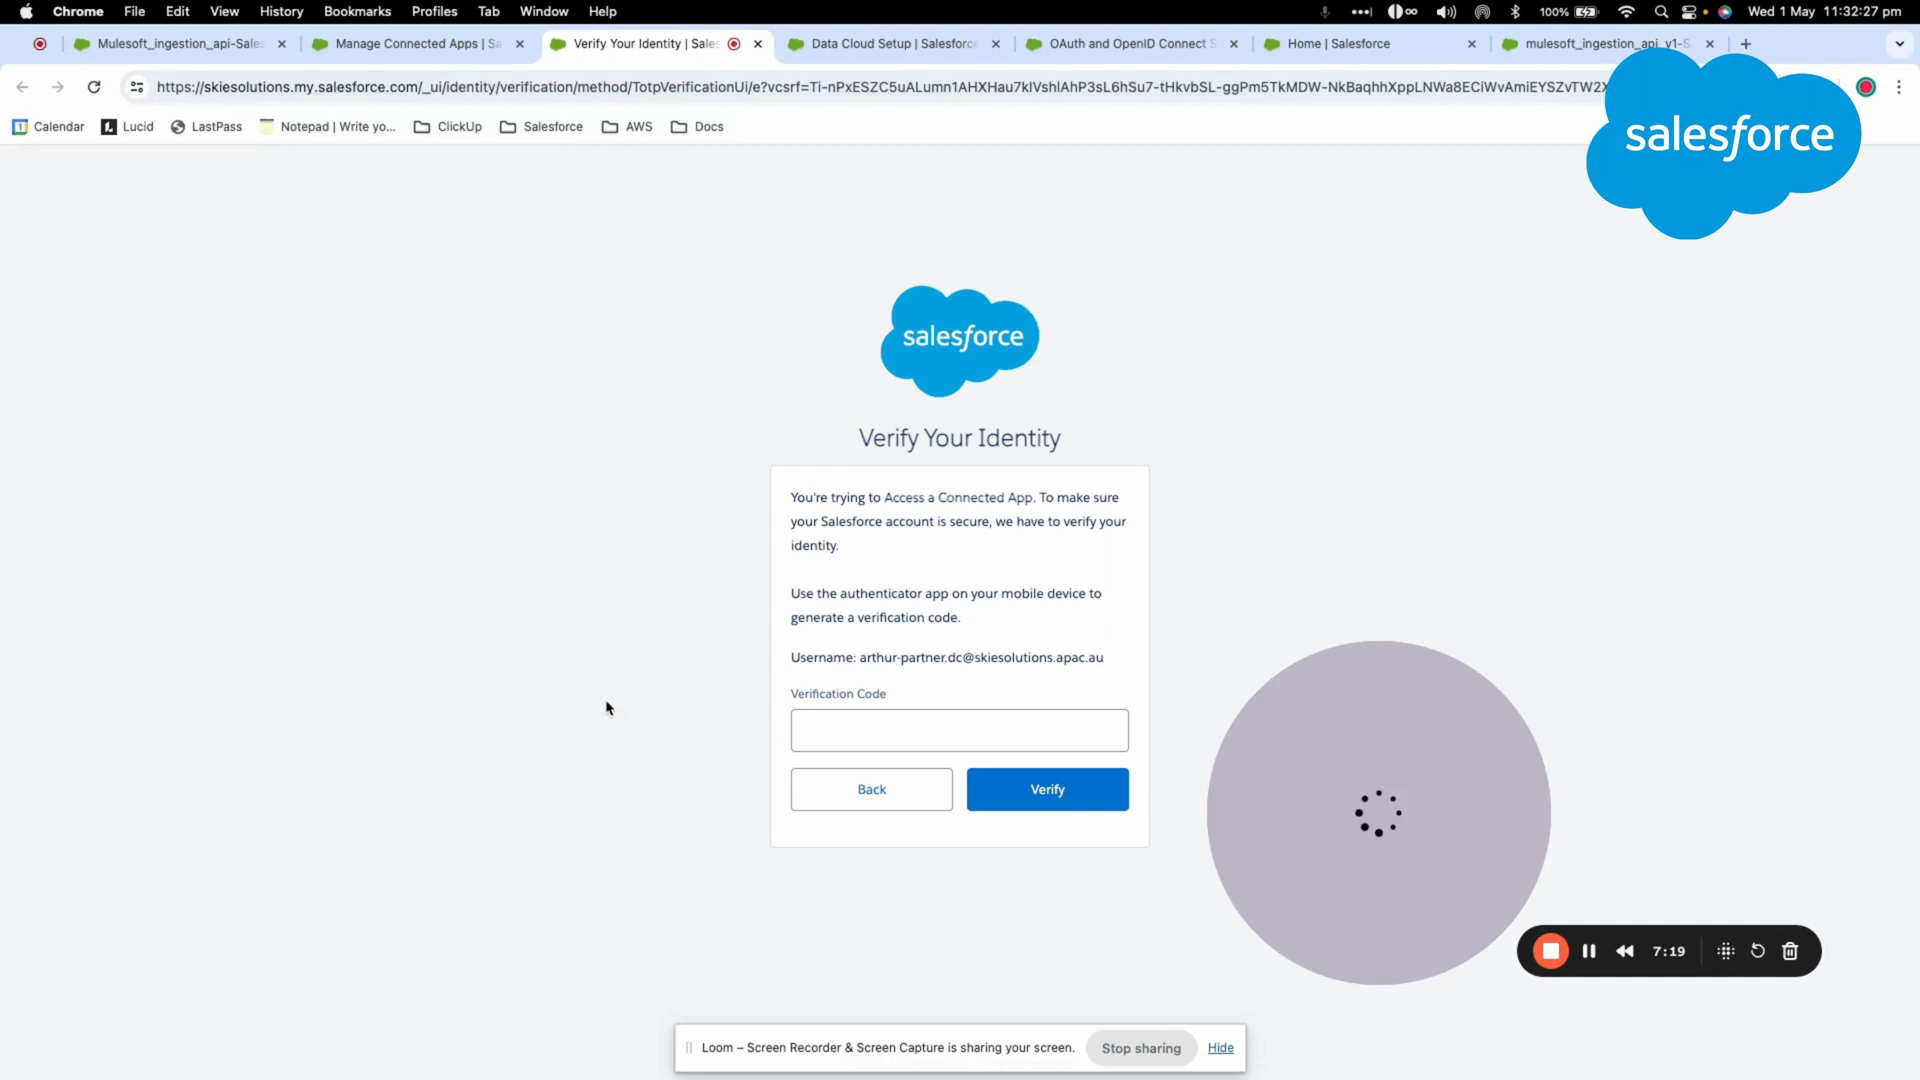 Chrome File Edit View History Bookmarks Profiles Tab Window Help 100% Wed 1 May 11:32:27 pm
Mulesoft_ingestion_api-Sales Manage Connected Apps | Sa Verify Your Identity | Sales Data Cloud Setup | Salesforce OAuth and OpenID Connect S Home | Salesforce mulesoft_ingestion_api_v1-S
https://skiesolutions.my.salesforce.com/_ui/identity/verification/method/TotpVerificationUi/e?vcsrf=Ti-nPxESZC5uALumn1AHXHau7klVshlAhP3sL6hSu7-tHkvbSL-ggPm5TkMDW-NkBaqhhXppLNWa8ECiWvAmiEYSZvTW2X
Calendar Lucid LastPass Notepad | Write yo... ClickUp Salesforce AWS Docs
salesforce
salesforce
Verify Your Identity
You're trying to Access a Connected App. To make sure
your Salesforce account is secure, we have to verify your
identity.
Use the authenticator app on your mobile device to
generate a verification code.
Username: arthur-partner.dc@skiesolutions.apac.au
Verification Code
Back Verify
7:19
Loom – Screen Recorder & Screen Capture is sharing your screen. Stop sharing Hide